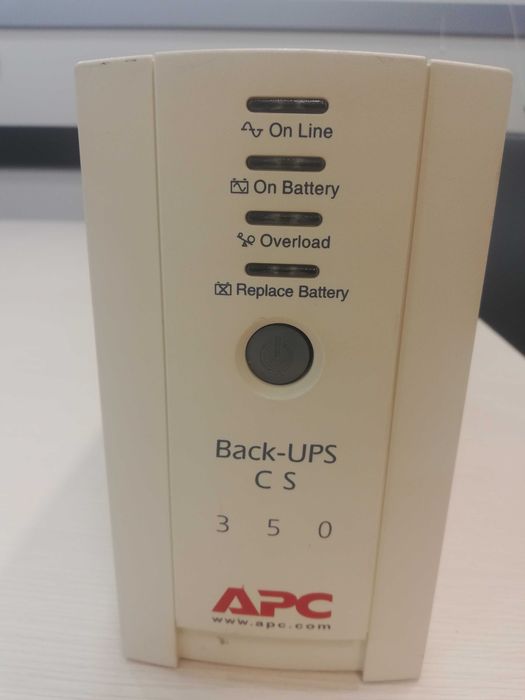 On Line
On Battery
Overload
Replace Battery
Back-UPS
CS
350
APC
www.apc.com